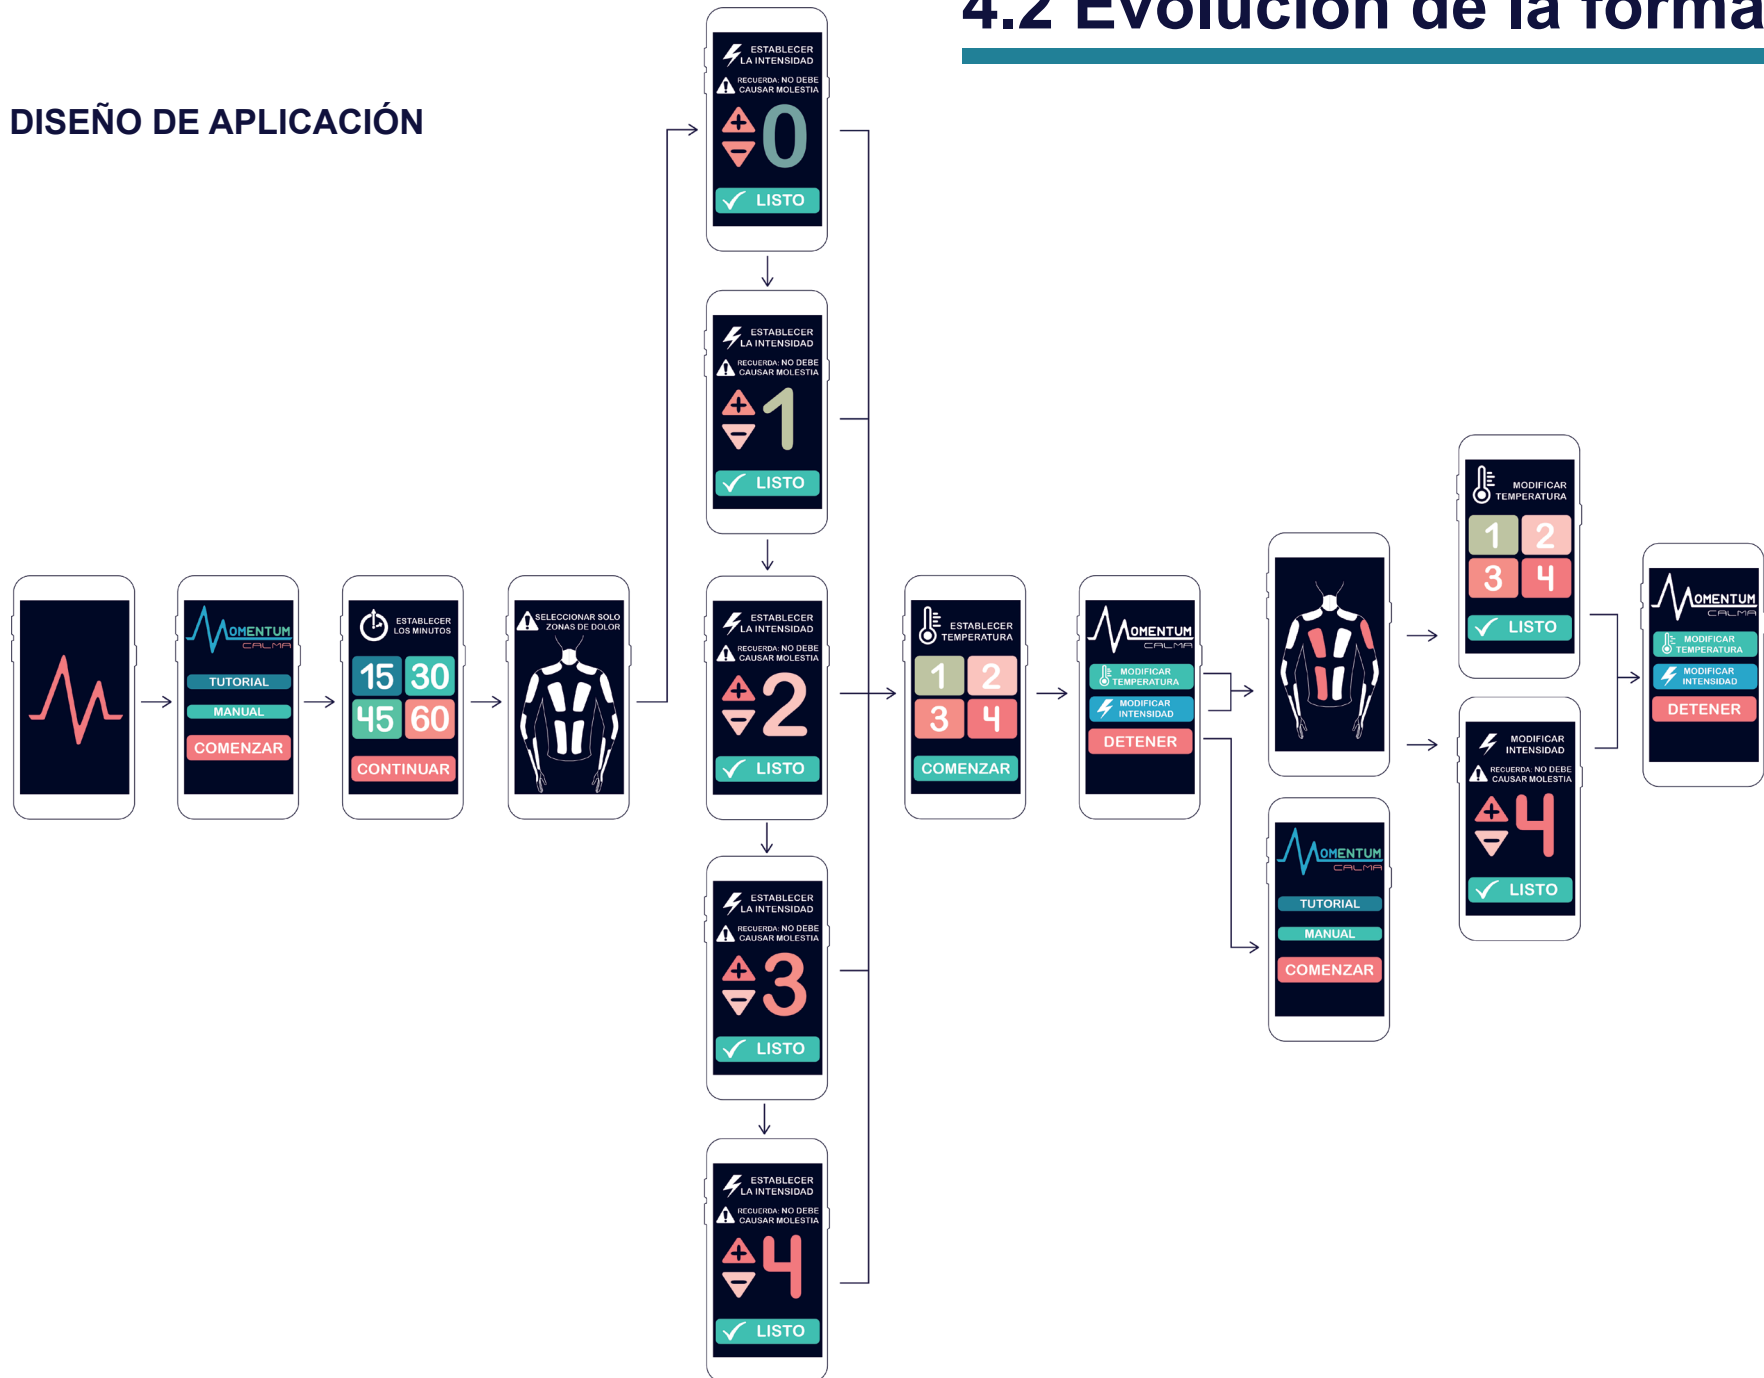 4.2 Evolución de la forma
DISEÑO DE APLICACIÓN
ESTABLECER
LA INTENSIDAD
RECUERDA: NO DEBE
CAUSAR MOLESTIA
+
0
−
LISTO
ESTABLECER
LA INTENSIDAD
RECUERDA: NO DEBE
CAUSAR MOLESTIA
+
1
−
LISTO
OMENTUM
CALMA
TUTORIAL
MANUAL
COMENZAR
ESTABLECER
LOS MINUTOS
15 30
45 60
CONTINUAR
SELECCIONAR SOLO
ZONAS DE DOLOR
ESTABLECER
LA INTENSIDAD
RECUERDA: NO DEBE
CAUSAR MOLESTIA
+
2
−
LISTO
ESTABLECER
LA INTENSIDAD
RECUERDA: NO DEBE
CAUSAR MOLESTIA
+
3
−
LISTO
ESTABLECER
LA INTENSIDAD
RECUERDA: NO DEBE
CAUSAR MOLESTIA
+
4
−
LISTO
ESTABLECER
TEMPERATURA
1 2
3 4
COMENZAR
MOMENTUM
CALMA
MODIFICAR
TEMPERATURA
MODIFICAR
INTENSIDAD
DETENER
MOMENTUM
CALMA
TUTORIAL
MANUAL
COMENZAR
MODIFICAR
TEMPERATURA
1 2
3 4
LISTO
MODIFICAR
INTENSIDAD
RECUERDA: NO DEBE
CAUSAR MOLESTIA
+
4
−
LISTO
MOMENTUM
CALMA
MODIFICAR
TEMPERATURA
MODIFICAR
INTENSIDAD
DETENER